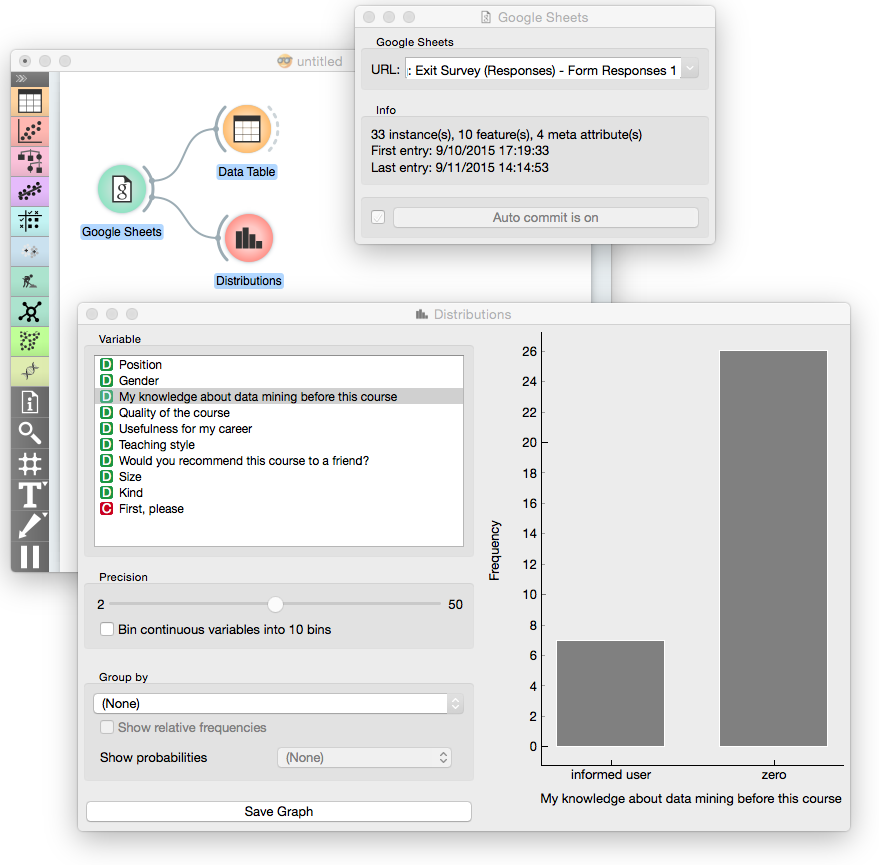 Google Sheets
Google Sheets
URL: : Exit Survey (Responses) - Form Responses 1
Info
33 instance(s), 10 feature(s), 4 meta attribute(s)
First entry: 9/10/2015 17:19:33
Last entry: 9/11/2015 14:14:53
Auto commit is on
untitled
Data Table
Google Sheets
Distributions
T
Distributions
Variable
D Position
D Gender
D My knowledge about data mining before this course
D Quality of the course
D Usefulness for my career
D Teaching style
D Would you recommend this course to a friend?
D Size
D Kind
C First, please
Precision
2 50
Bin continuous variables into 10 bins
Group by
(None)
Show relative frequencies
Show probabilities (None)
Save Graph
26
24
22
20
18
16
14
12
10
8
6
4
2
0
Frequency
informed user zero
My knowledge about data mining before this course